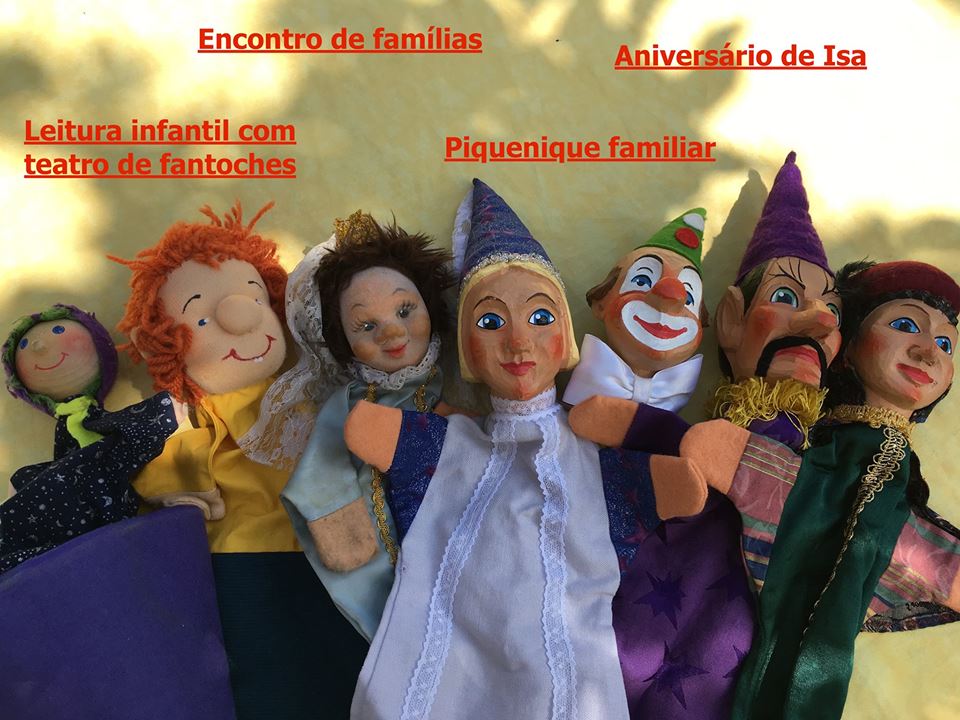 Encontro de famílias
Aniversário de Isa
Leitura infantil com
teatro de fantoches
Piquenique familiar